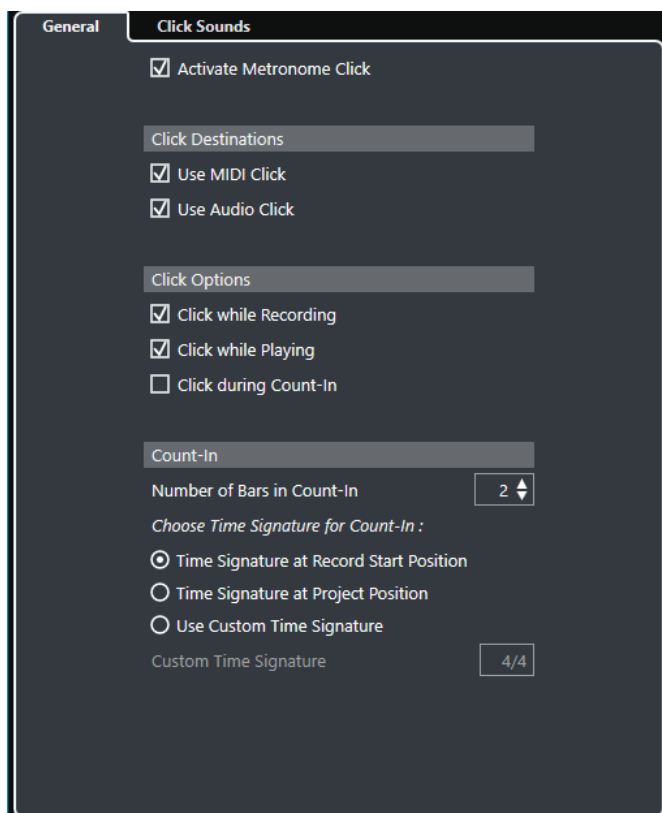 General Click Sounds
Activate Metronome Click
Click Destinations
Use MIDI Click
Use Audio Click
Click Options
Click while Recording
Click while Playing
Click during Count-In
Count-In
Number of Bars in Count-In 2
Choose Time Signature for Count-In :
Time Signature at Record Start Position
Time Signature at Project Position
Use Custom Time Signature
Custom Time Signature 4/4